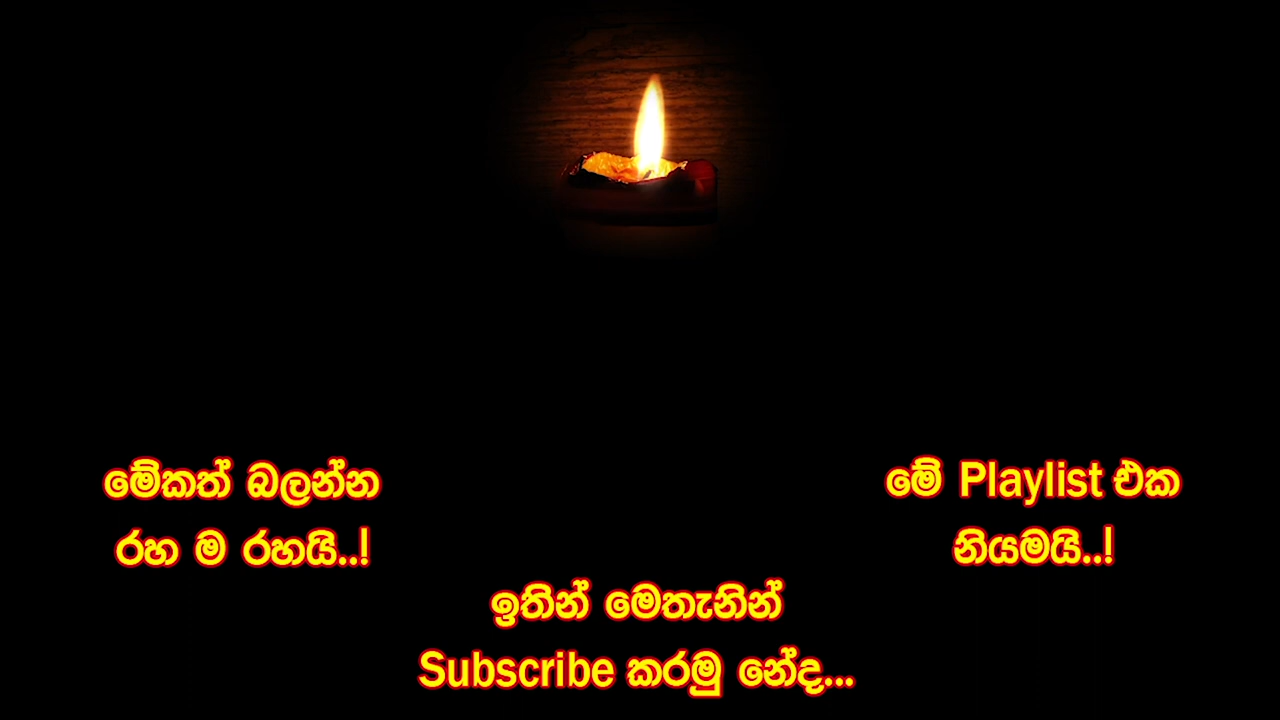 මේකත් බලන්න
රහ ම රහයි..!
මේ Playlist එක
නියමයි..!
ඉතින් මෙතැනින්
Subscribe කරමු නේද...